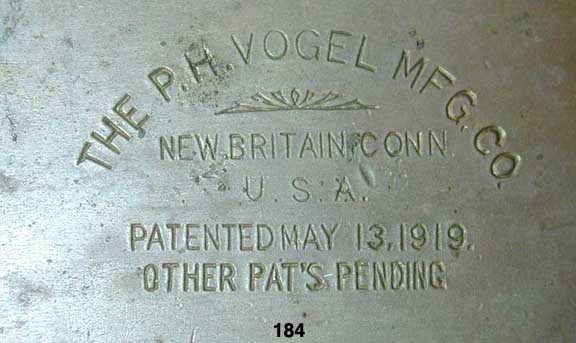 THE P.H. VOGEL MFG. CO.
NEW BRITAIN, CONN
U. S. A.
PATENTED MAY 13, 1919.
OTHER PAT'S PENDING
184